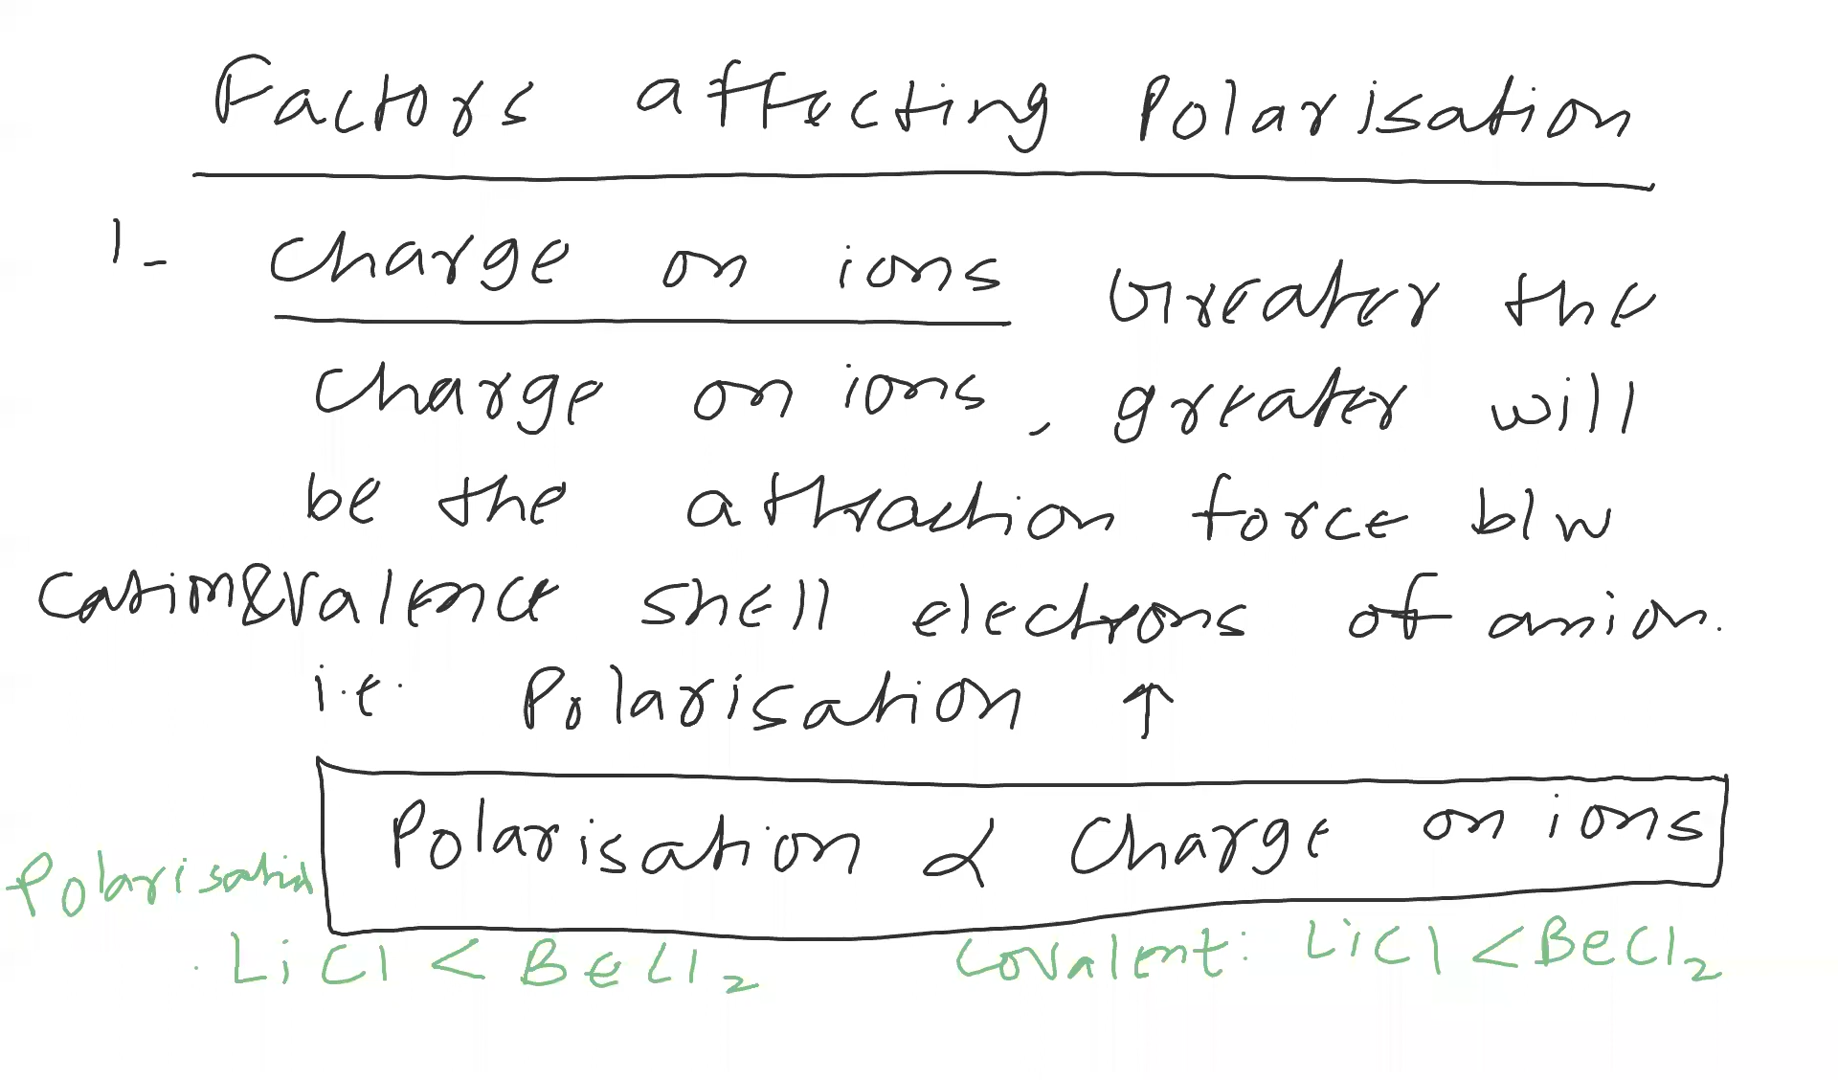 Factors affecting Polarisation
1- Charge on ions Greater the
charge on ions, greater will
be the attraction force b/w
cation&valence shell electrons of anion.
i.e. Polarisation ↑
Polarisation α Charge on ions
Polarisation
LiCl < BeCl2 Covalent: LiCl < BeCl2